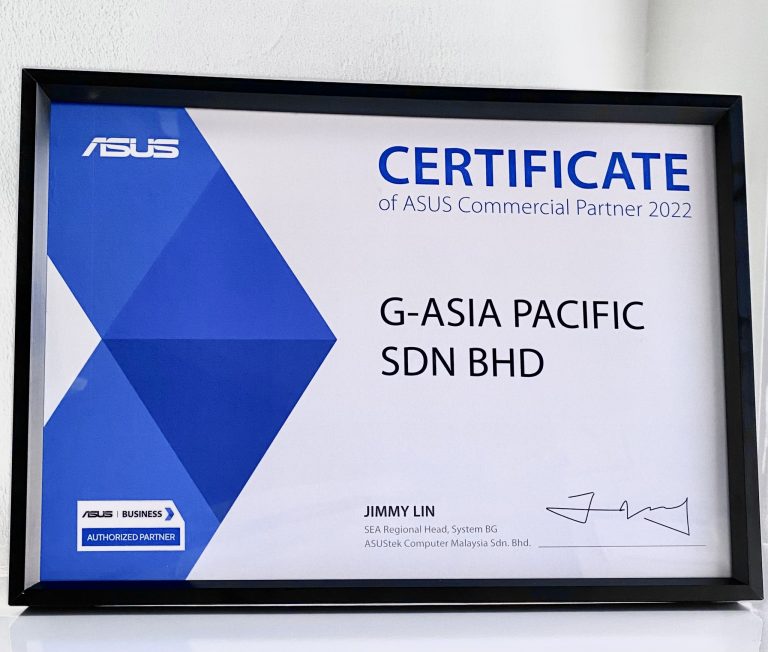 ASUS
CERTIFICATE
of ASUS Commercial Partner 2022
G-ASIA PACIFIC
SDN BHD
JIMMY LIN
SEA Regional Head, System BG
ASUStek Computer Malaysia Sdn. Bhd.
ASUS | BUSINESS
AUTHORIZED PARTNER